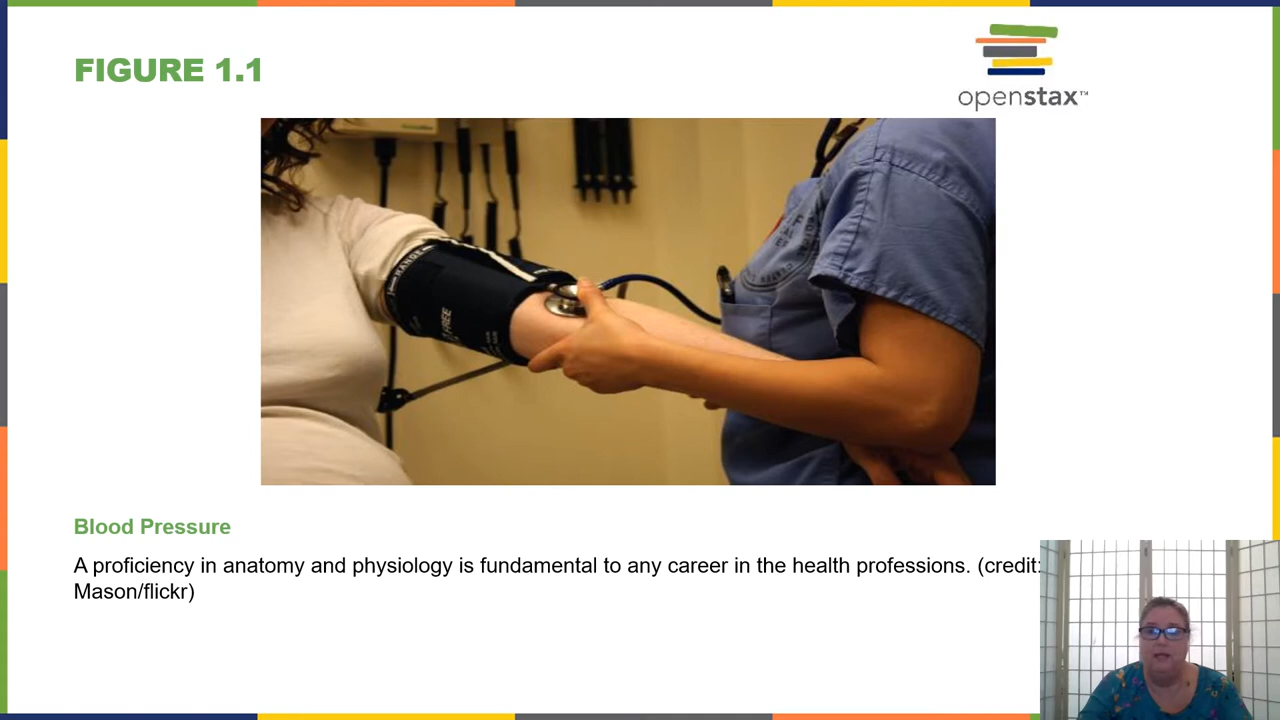 FIGURE 1.1
openstax™
RANGE
Blood Pressure
A proficiency in anatomy and physiology is fundamental to any career in the health professions. (credit:
Mason/flickr)